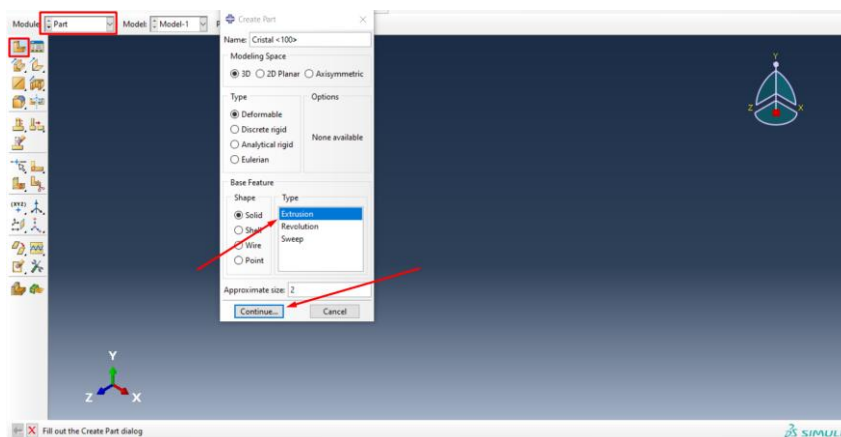 Module: Part Model: Model-1 P
Create Part
Name: Cristal <100>
Modeling Space
3D 2D Planar Axisymmetric
Type Options
Deformable
Discrete rigid
Analytical rigid
Eulerian
None available
Base Feature
Shape Type
Solid
Shell
Wire
Point
Extrusion
Revolution
Sweep
Approximate size: 2
Continue... Cancel
Y
Z X
(XYZ)
Y
Z X
Fill out the Create Part dialog
SIMULI